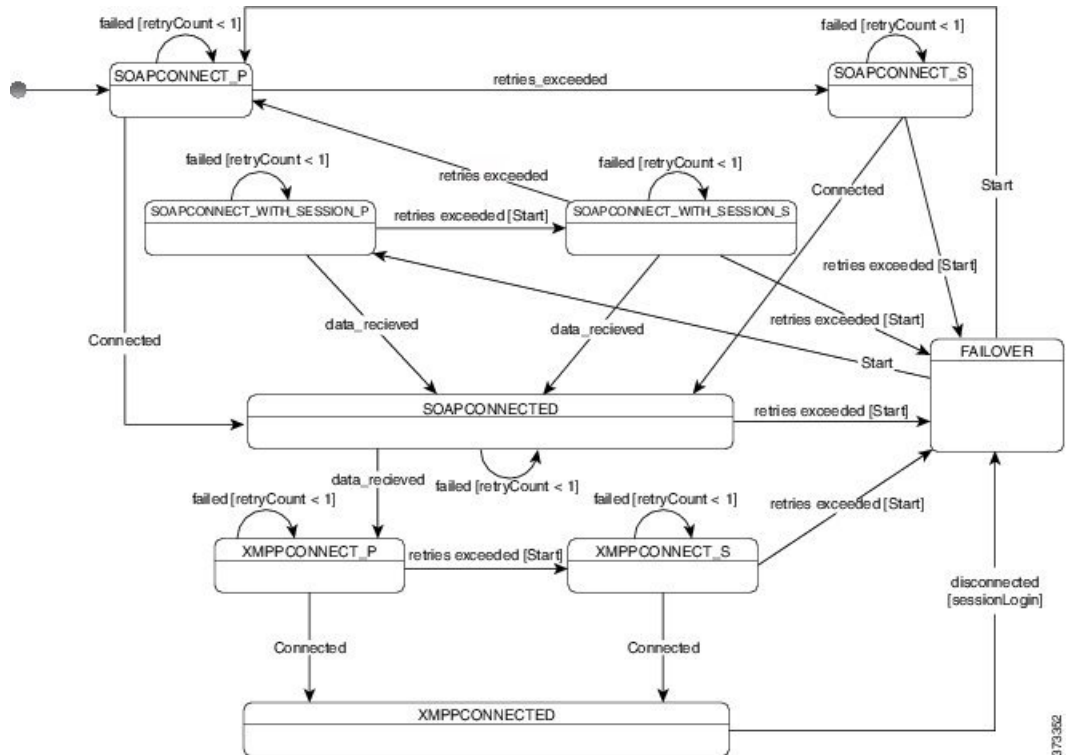 failed [retryCount < 1]
failed [retryCount < 1]
SOAPCONNECT_P
SOAPCONNECT_S
retries_exceeded
failed [retryCount < 1]
failed [retryCount < 1]
retries exceeded
Connected
Start
SOAPCONNECT_WITH_SESSION_P
retries exceeded [Start]
SOAPCONNECT_WITH_SESSION_S
retries exceeded [Start]
data_recieved
data_recieved
retries exceeded [Start]
Connected
Start
FAILOVER
SOAPCONNECTED
retries exceeded [Start]
data_recieved
failed [retryCount < 1]
failed [retryCount < 1]
failed [retryCount < 1]
retries exceeded [Start]
XMPPCONNECT_P
retries exceeded [Start]
XMPPCONNECT_S
disconnected
[sessionLogin]
Connected
Connected
XMPPCONNECTED
373352